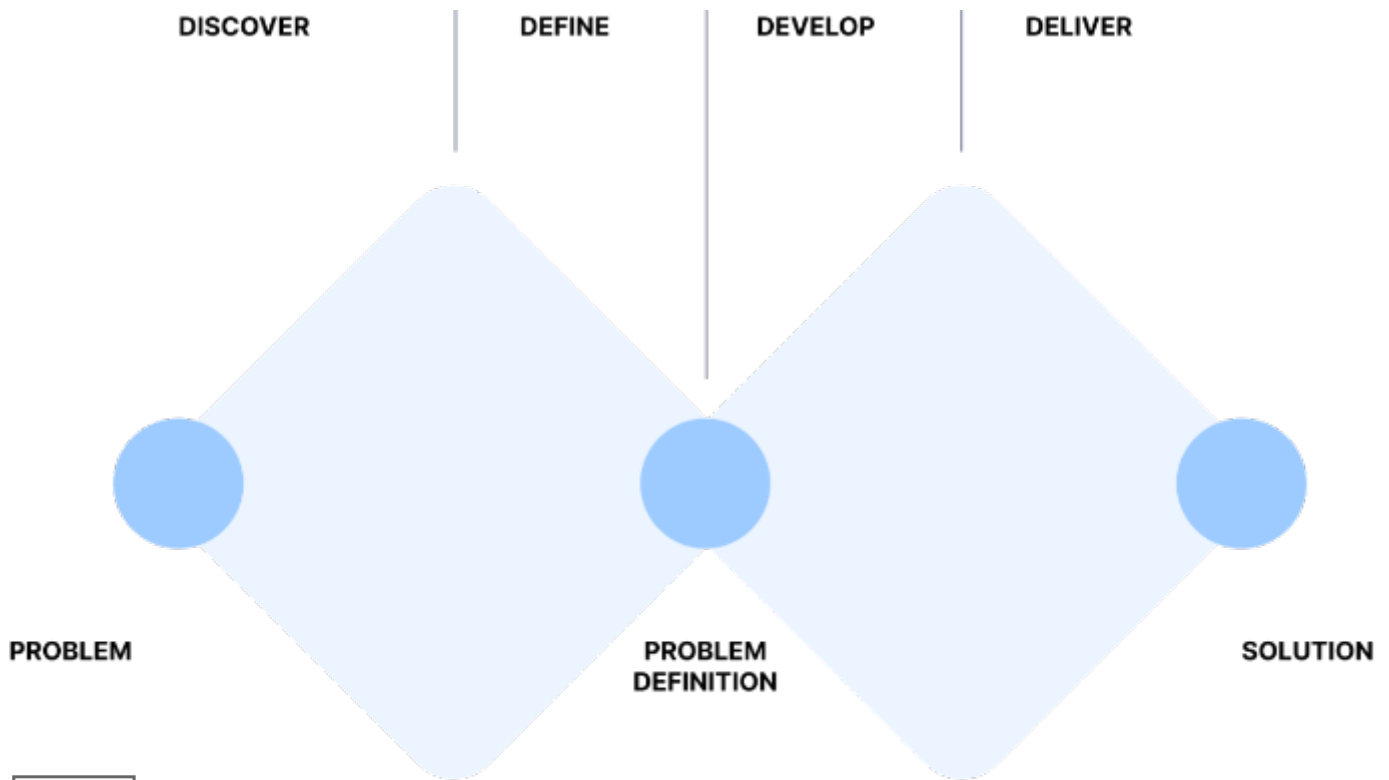 DISCOVER
DEFINE
DEVELOP
DELIVER
PROBLEM
PROBLEM
DEFINITION
SOLUTION